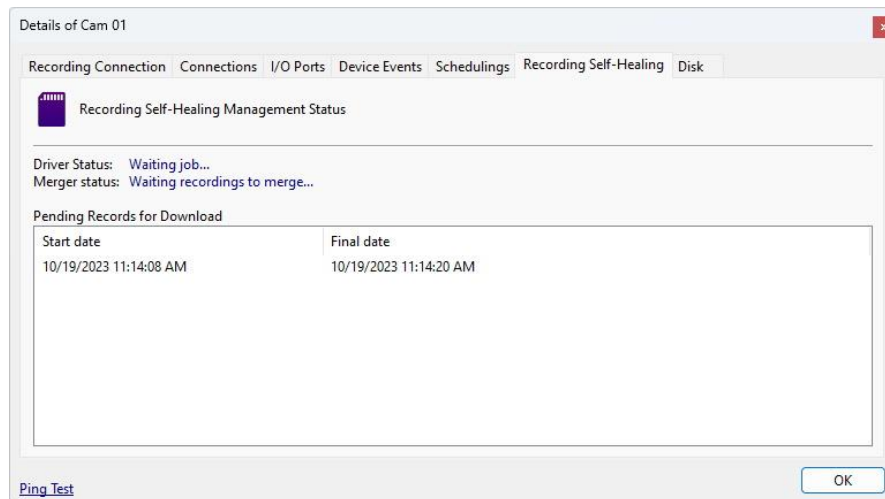 Details of Cam 01
Recording Connection Connections I/O Ports Device Events Schedulings Recording Self-Healing Disk
Recording Self-Healing Management Status
Driver Status: Waiting job...
Merger status: Waiting recordings to merge...
Pending Records for Download
Start date Final date
10/19/2023 11:14:08 AM 10/19/2023 11:14:20 AM
Ping Test OK